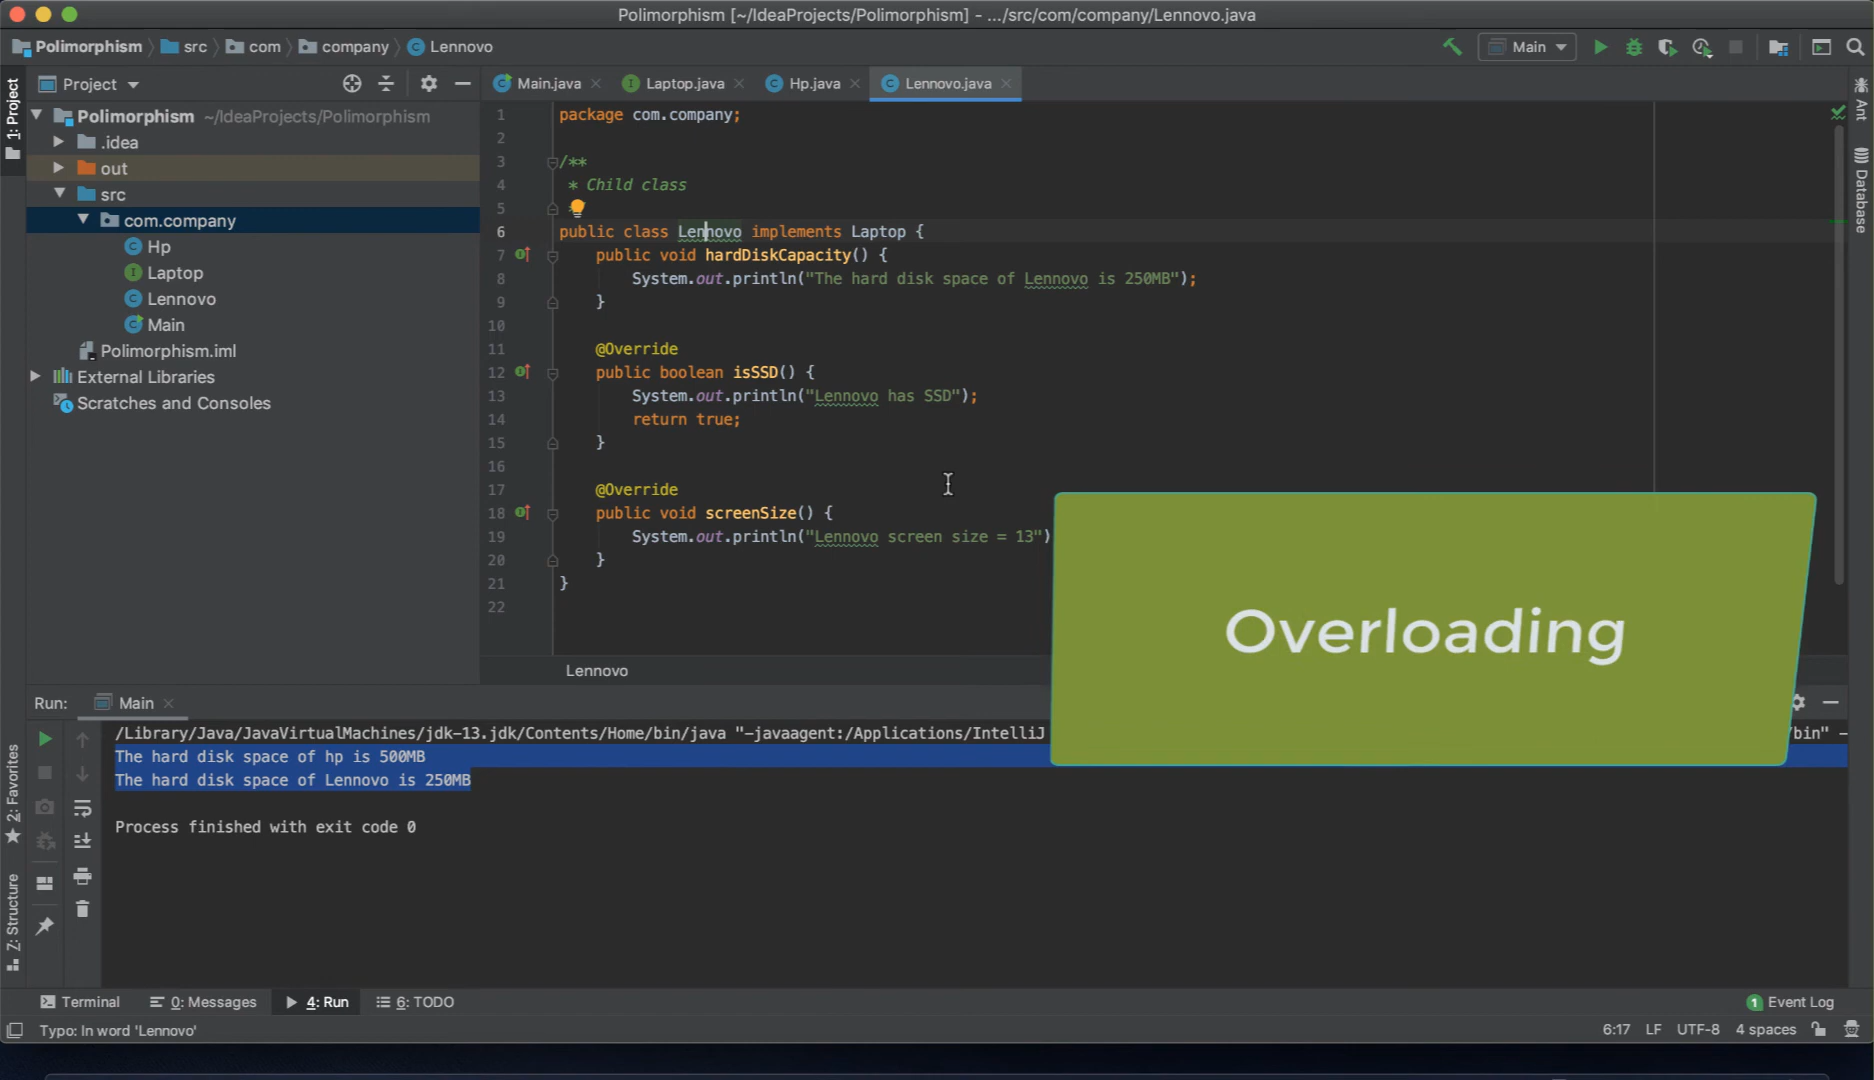 Polimorphism [~/IdeaProjects/Polimorphism] - .../src/com/company/Lennovo.java
Polimorphism src com company Lennovo
Main
1: Project
Project
Main.java Laptop.java Hp.java Lennovo.java
Polimorphism ~/IdeaProjects/Polimorphism
.idea
out
src
com.company
Hp
Laptop
Lennovo
Main
Polimorphism.iml
External Libraries
Scratches and Consoles
1 package com.company;
2
3 /**
4 * Child class
5
6 public class Lennovo implements Laptop {
7 public void hardDiskCapacity() {
8 System.out.println("The hard disk space of Lennovo is 250MB");
9 }
10
11 @Override
12 public boolean isSSD() {
13 System.out.println("Lennovo has SSD");
14 return true;
15 }
16
17 @Override
18 public void screenSize() {
19 System.out.println("Lennovo screen size = 13")
20 }
21 }
22
Lennovo
Overloading
Ant
Database
Run: Main
/Library/Java/JavaVirtualMachines/jdk-13.jdk/Contents/Home/bin/java "-javaagent:/Applications/IntelliJ bin" -
The hard disk space of hp is 500MB
The hard disk space of Lennovo is 250MB
Process finished with exit code 0
2: Favorites
Z: Structure
Terminal 0: Messages 4: Run 6: TODO 1 Event Log
Typo: In word 'Lennovo' 6:17 LF UTF-8 4 spaces